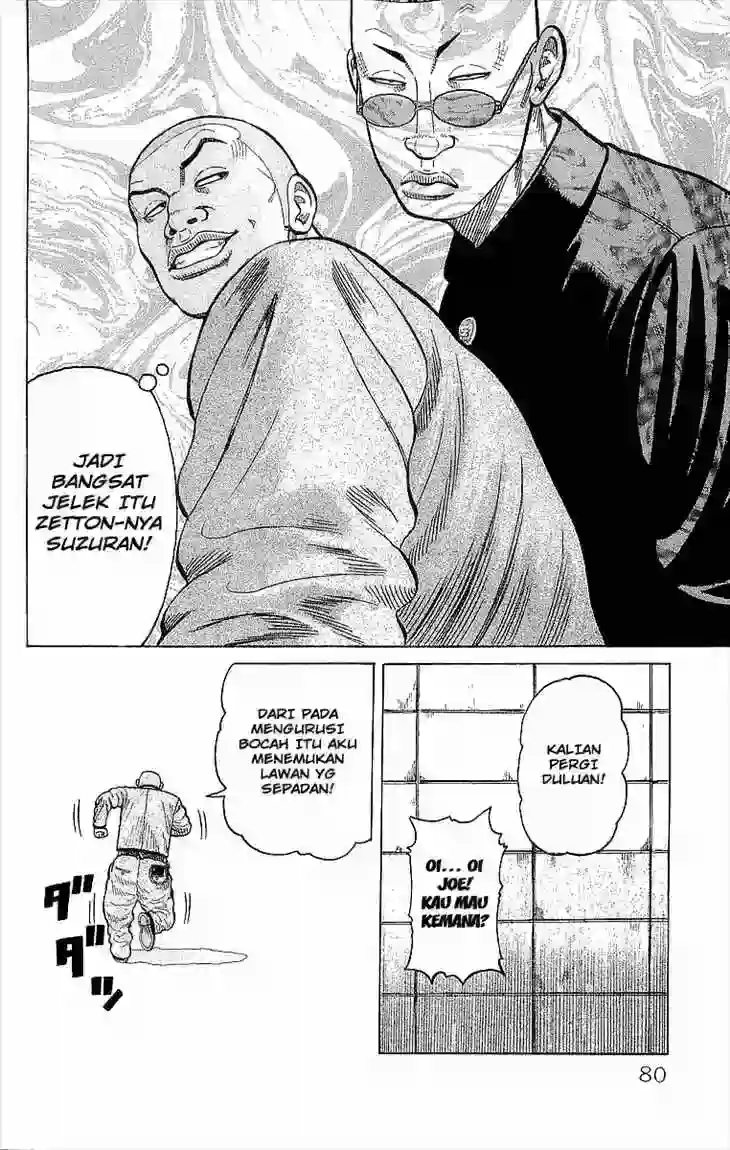 JADI
BANGSAT
JELEK ITU
ZETTON-NYA
SUZURAN!
KALIAN
PERGI
DULUAN!
OI... OI
JOE!
KAU MAU
KEMANA?
DARI PADA
MENGURUSI
BOCAH ITU AKU
MENEMUKAN
LAWAN YG
SEPADAN!
ダダダッ
80